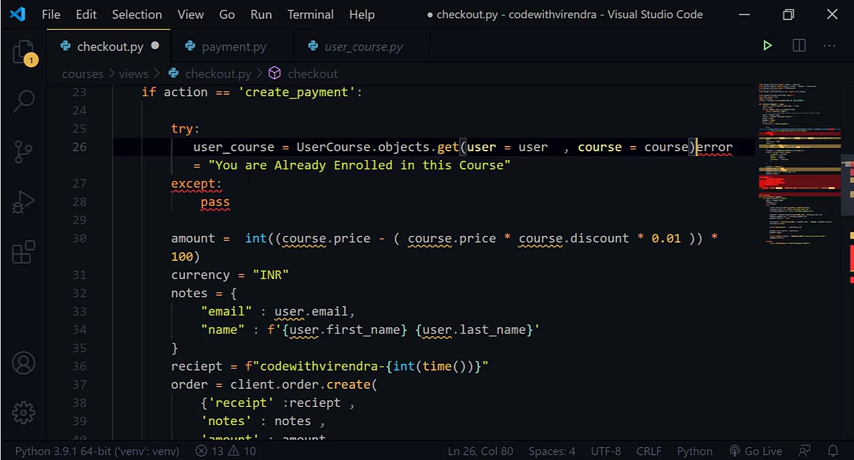 File Edit Selection View Go Run Terminal Help ● checkout.py - codewithvirendra - Visual Studio Code
checkout.py ● payment.py user_course.py
courses > views > checkout.py > checkout
23 if action == 'create_payment':
24
25 try:
26 user_course = UserCourse.objects.get(user = user  , course = course)error
= "You are Already Enrolled in this Course"
27 except:
28 pass
29
30 amount =  int((course.price - ( course.price * course.discount * 0.01 )) *
100)
31 currency = "INR"
32 notes = {
33 "email" : user.email,
34 "name" : f'{user.first_name} {user.last_name}'
35 }
36 reciept = f"codewithvirendra-{int(time())}"
37 order = client.order.create(
38 {'receipt' :reciept ,
39 'notes' : notes ,
40 'amount' : amount
1
Python 3.9.1 64-bit ('venv': venv) 13 10 Ln 26, Col 80 Spaces: 4 UTF-8 CRLF Python Go Live